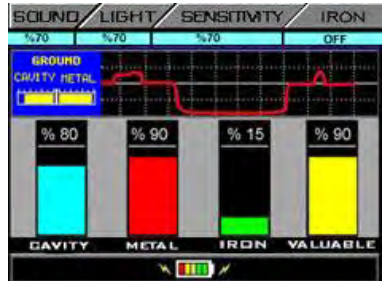 SOUND LIGHT SENSITIVITY IRON
%70 %70 %70 OFF
GROUND
CAVITY METAL
% 80 % 90 % 15 % 90
CAVITY METAL IRON VALUABLE